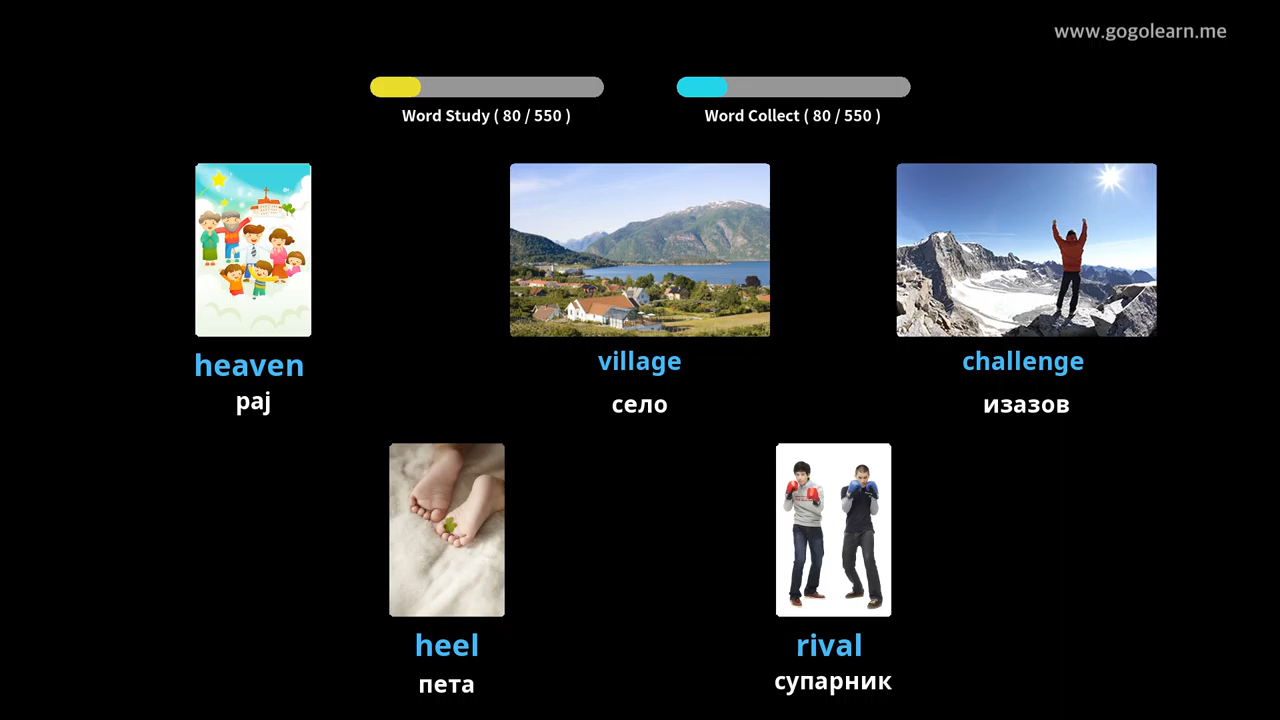 www.gogolearn.me
Word Study ( 80 / 550 )
Word Collect ( 80 / 550 )
heaven
рај
village
село
challenge
изазов
heel
пета
rival
супарник